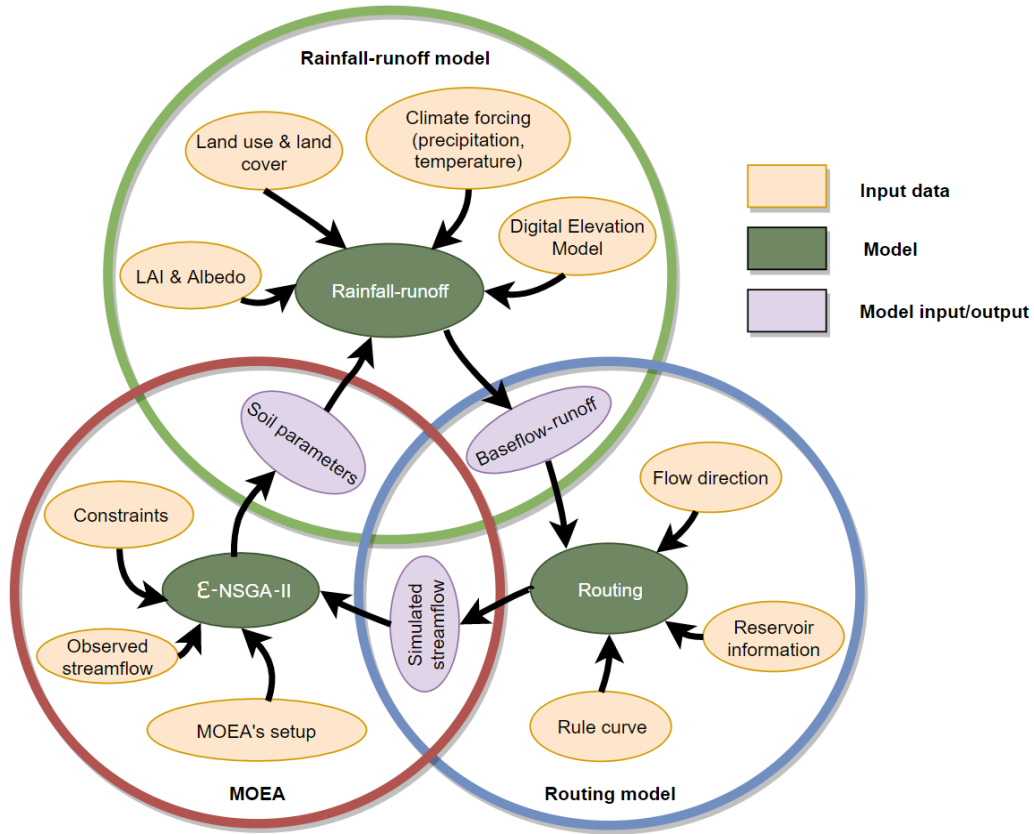 Rainfall-runoff model
Climate forcing
(precipitation,
temperature)
Land use & land
cover
Digital Elevation
Model
LAI & Albedo
Rainfall-runoff
Input data
Model
Model input/output
Soil parameters
Baseflow-runoff
Flow direction
Constraints
ε-NSGA-II
Simulated
streamflow
Routing
Observed
streamflow
Reservoir
information
MOEA's setup
Rule curve
MOEA
Routing model